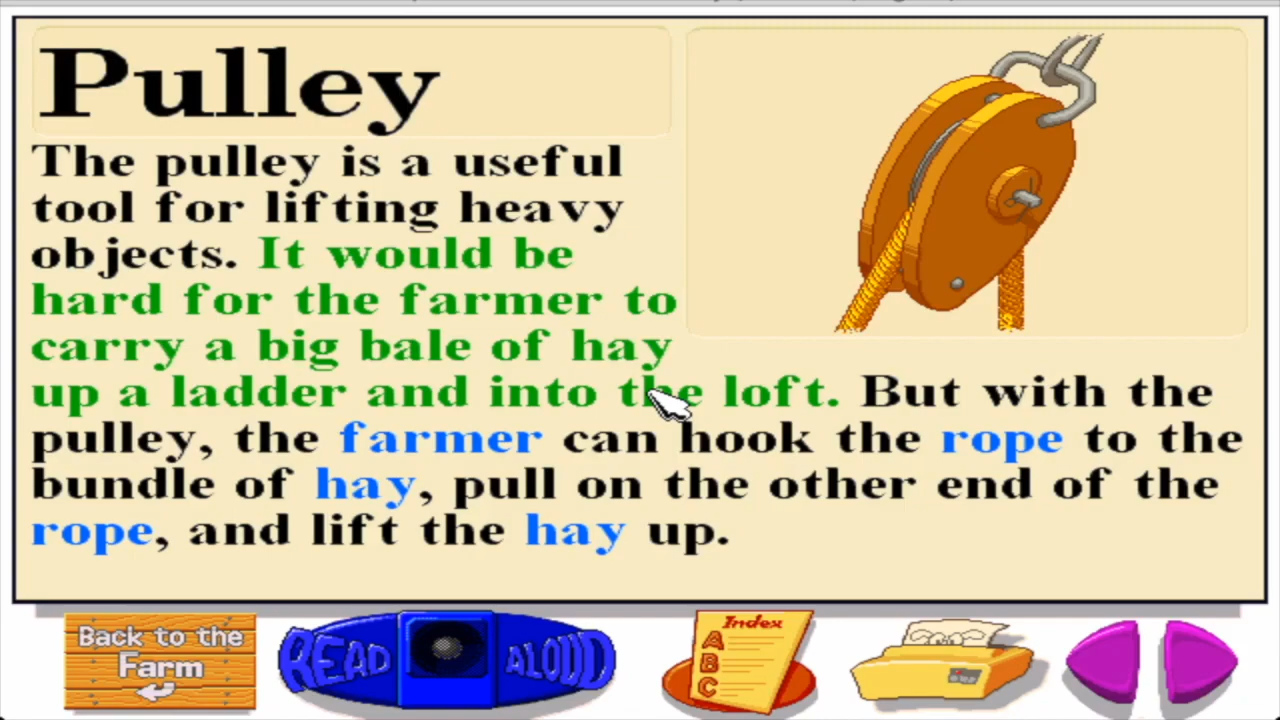 Pulley
The pulley is a useful
tool for lifting heavy
objects. It would be
hard for the farmer to
carry a big bale of hay
up a ladder and into the loft. But with the
pulley, the farmer can hook the rope to the
bundle of hay, pull on the other end of the
rope, and lift the hay up.
Back to the
Farm
READ ALOUD
Index
A
B
C